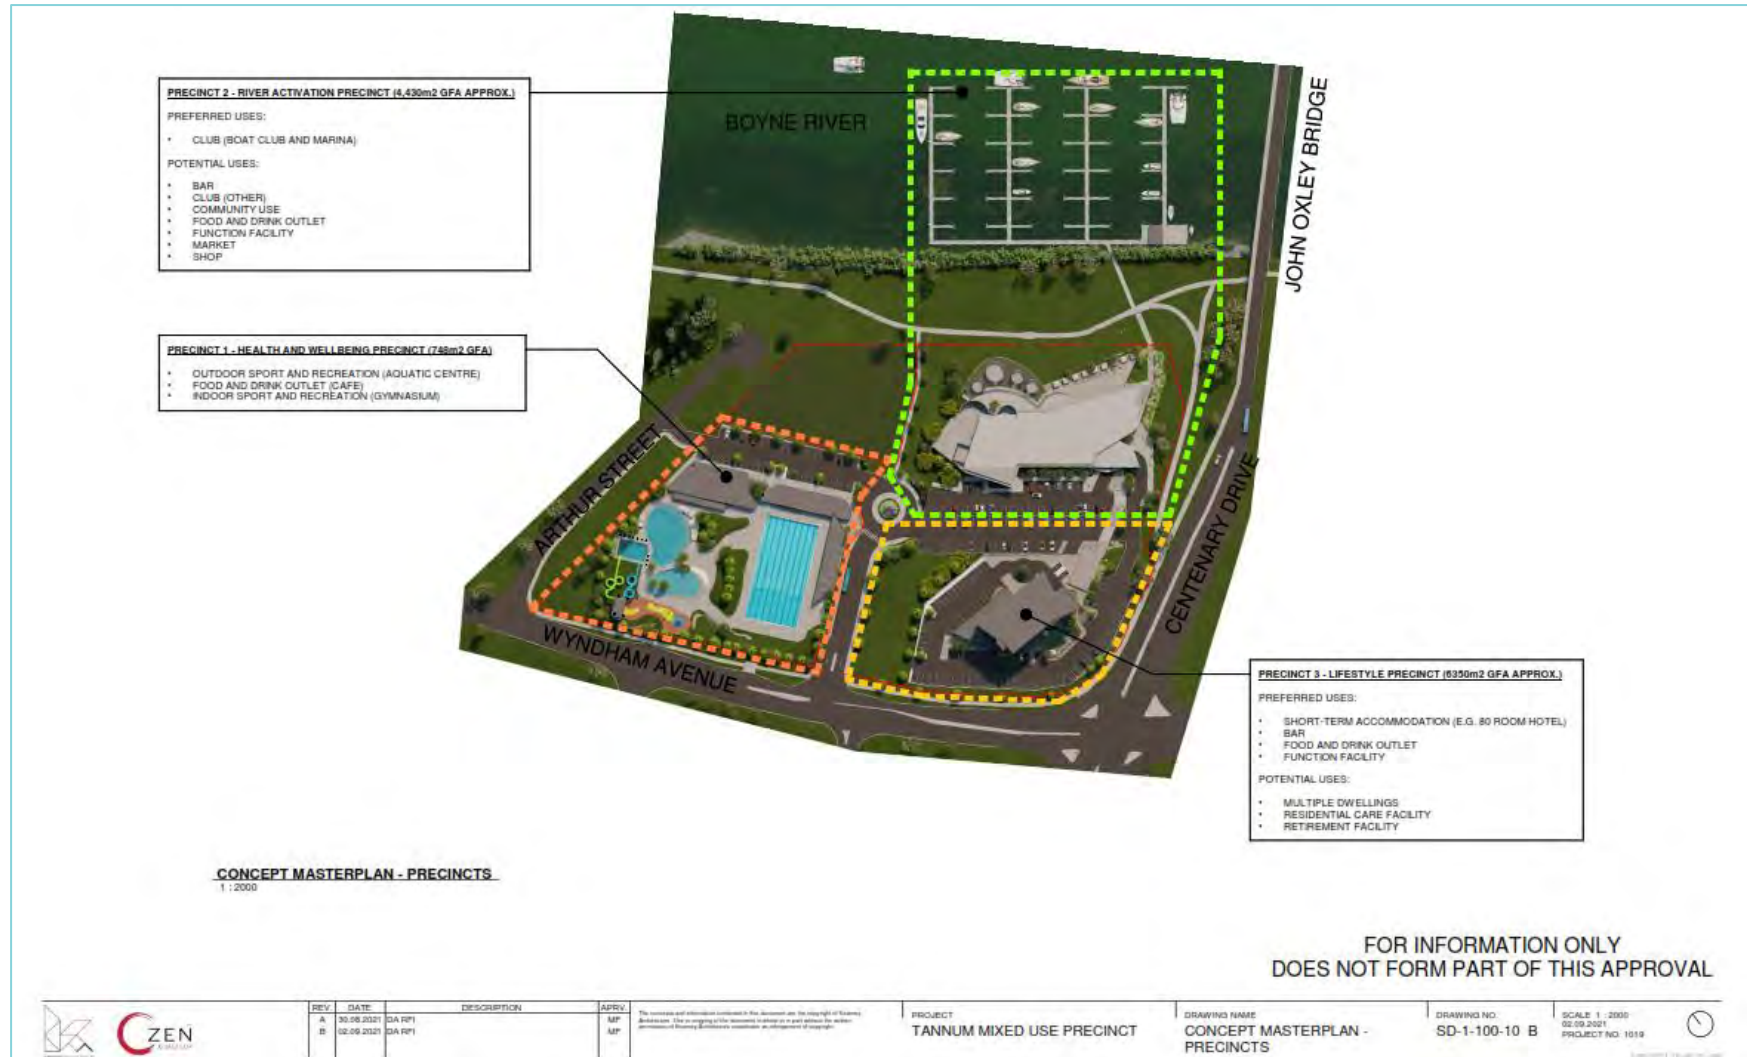 PRECINCT 2 - RIVER ACTIVATION PRECINCT (4,430m2 GFA APPROX.)
PREFERRED USES:
• CLUB (BOAT CLUB AND MARINA)
POTENTIAL USES:
• BAR
• CLUB (OTHER)
• COMMUNITY USE
• FOOD AND DRINK OUTLET
• FUNCTION FACILITY
• MARKET
• SHOP
BOYNE RIVER
JOHN OXLEY BRIDGE
PRECINCT 1 - HEALTH AND WELLBEING PRECINCT (748m2 GFA)
• OUTDOOR SPORT AND RECREATION (AQUATIC CENTRE)
• FOOD AND DRINK OUTLET (CAFE)
• INDOOR SPORT AND RECREATION (GYMNASIUM)
ARTHUR STREET
WYNDHAM AVENUE
CENTENARY DRIVE
PRECINCT 3 - LIFESTYLE PRECINCT (6350m2 GFA APPROX.)
PREFERRED USES:
• SHORT-TERM ACCOMMODATION (E.G. 80 ROOM HOTEL)
• BAR
• FOOD AND DRINK OUTLET
• FUNCTION FACILITY
POTENTIAL USES:
• MULTIPLE DWELLINGS
• RESIDENTIAL CARE FACILITY
• RETIREMENT FACILITY
CONCEPT MASTERPLAN - PRECINCTS
1 : 2000
FOR INFORMATION ONLY
DOES NOT FORM PART OF THIS APPROVAL
ZEN
REV. DATE DESCRIPTION APRV.
A 30.08.2021 DA RFI MF
B 02.09.2021 DA RFI MF
PROJECT
TANNUM MIXED USE PRECINCT
DRAWING NAME
CONCEPT MASTERPLAN -
PRECINCTS
DRAWING NO.
SD-1-100-10 B
SCALE 1 : 2000
02.09.2021
PROJECT NO. 1019